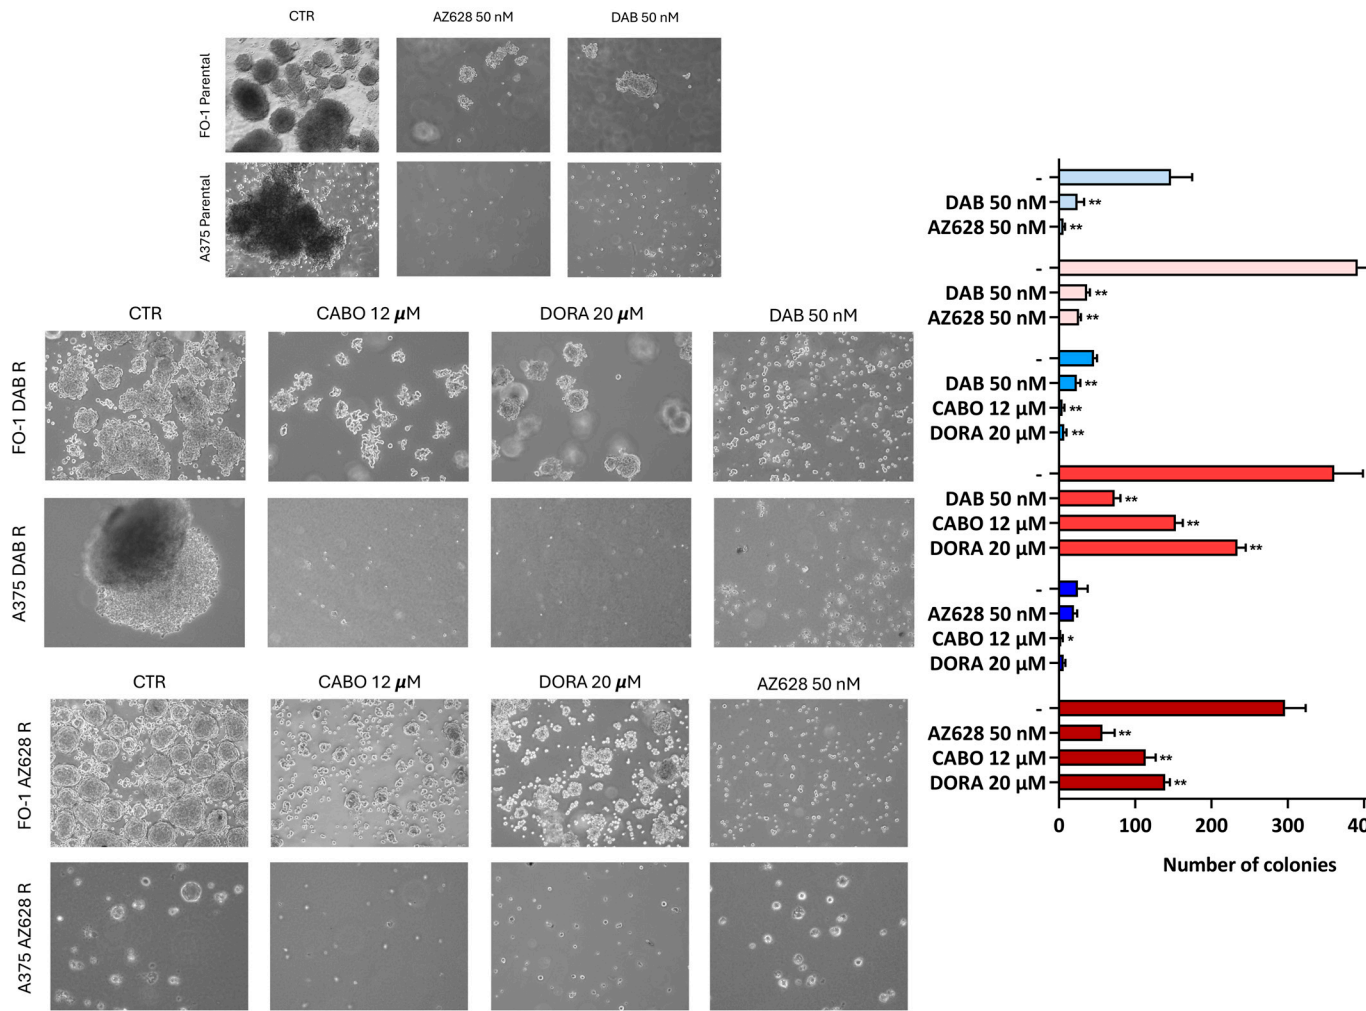 CTR
AZ628 50 nM
DAB 50 nM
FO-1 Parental
A375 Parental
CTR
CABO 12 μM
DORA 20 μM
DAB 50 nM
FO-1 DAB R
A375 DAB R
CTR
CABO 12 μM
DORA 20 μM
AZ628 50 nM
FO-1 AZ628 R
A375 AZ628 R
-
DAB 50 nM **
AZ628 50 nM **
-
DAB 50 nM **
AZ628 50 nM **
-
DAB 50 nM **
CABO 12 μM **
DORA 20 μM **
-
DAB 50 nM **
CABO 12 μM **
DORA 20 μM **
-
AZ628 50 nM
CABO 12 μM *
DORA 20 μM
-
AZ628 50 nM **
CABO 12 μM **
DORA 20 μM **
0 100 200 300 40
Number of colonies